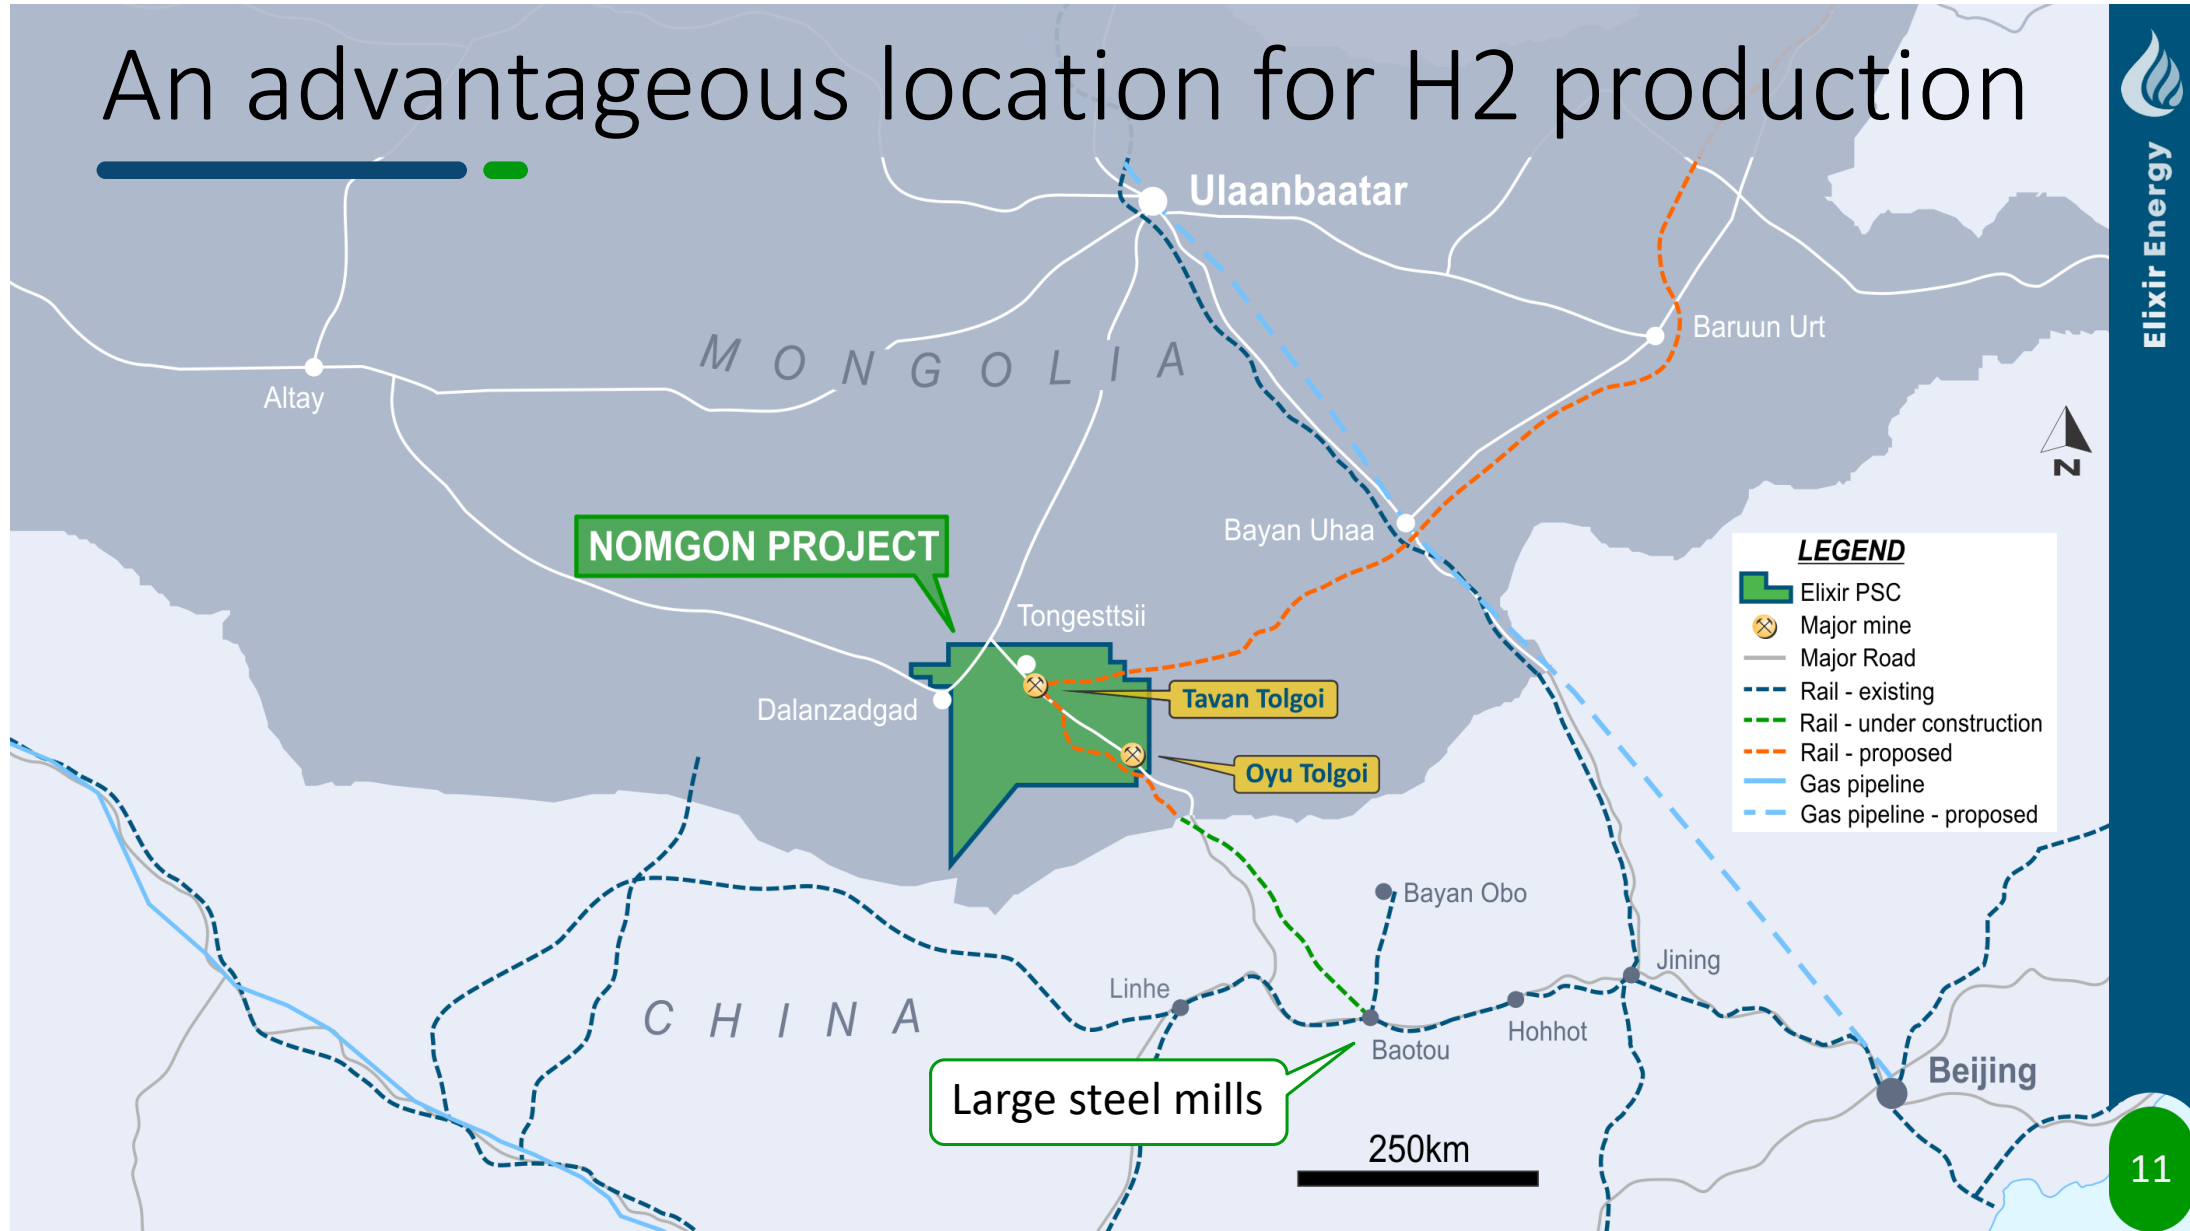 An advantageous location for H2 production
Elixir Energy
Ulaanbaatar
Baruun Urt
MONGOLIA
Altay
N
Bayan Uhaa
NOMGON PROJECT
LEGEND
Elixir PSC
Major mine
Major Road
Rail - existing
Rail - under construction
Rail - proposed
Gas pipeline
Gas pipeline - proposed
Tongesttsii
Tavan Tolgoi
Dalanzadgad
Oyu Tolgoi
Bayan Obo
Jining
Linhe
CHINA
Hohhot
Baotou
Beijing
Large steel mills
250km
11